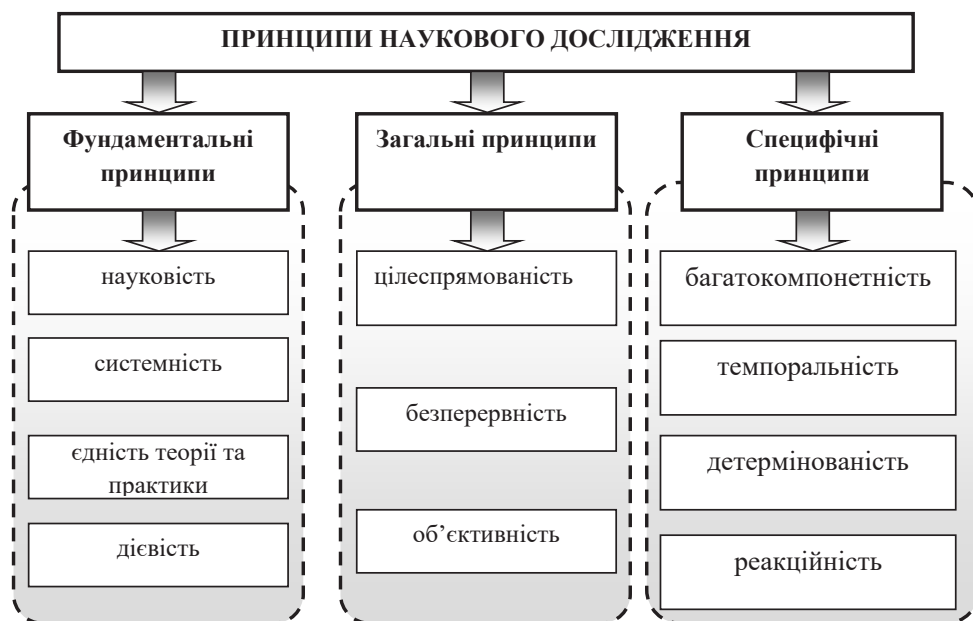 ПРИНЦИПИ НАУКОВОГО ДОСЛІДЖЕННЯ
Фундаментальні
принципи
науковість
системність
єдність теорії та
практики
дієвість
Загальні принципи
цілеспрямованість
безперервність
об’єктивність
Специфічні
принципи
багатокомпонетність
темпоральність
детермінованість
реакційність